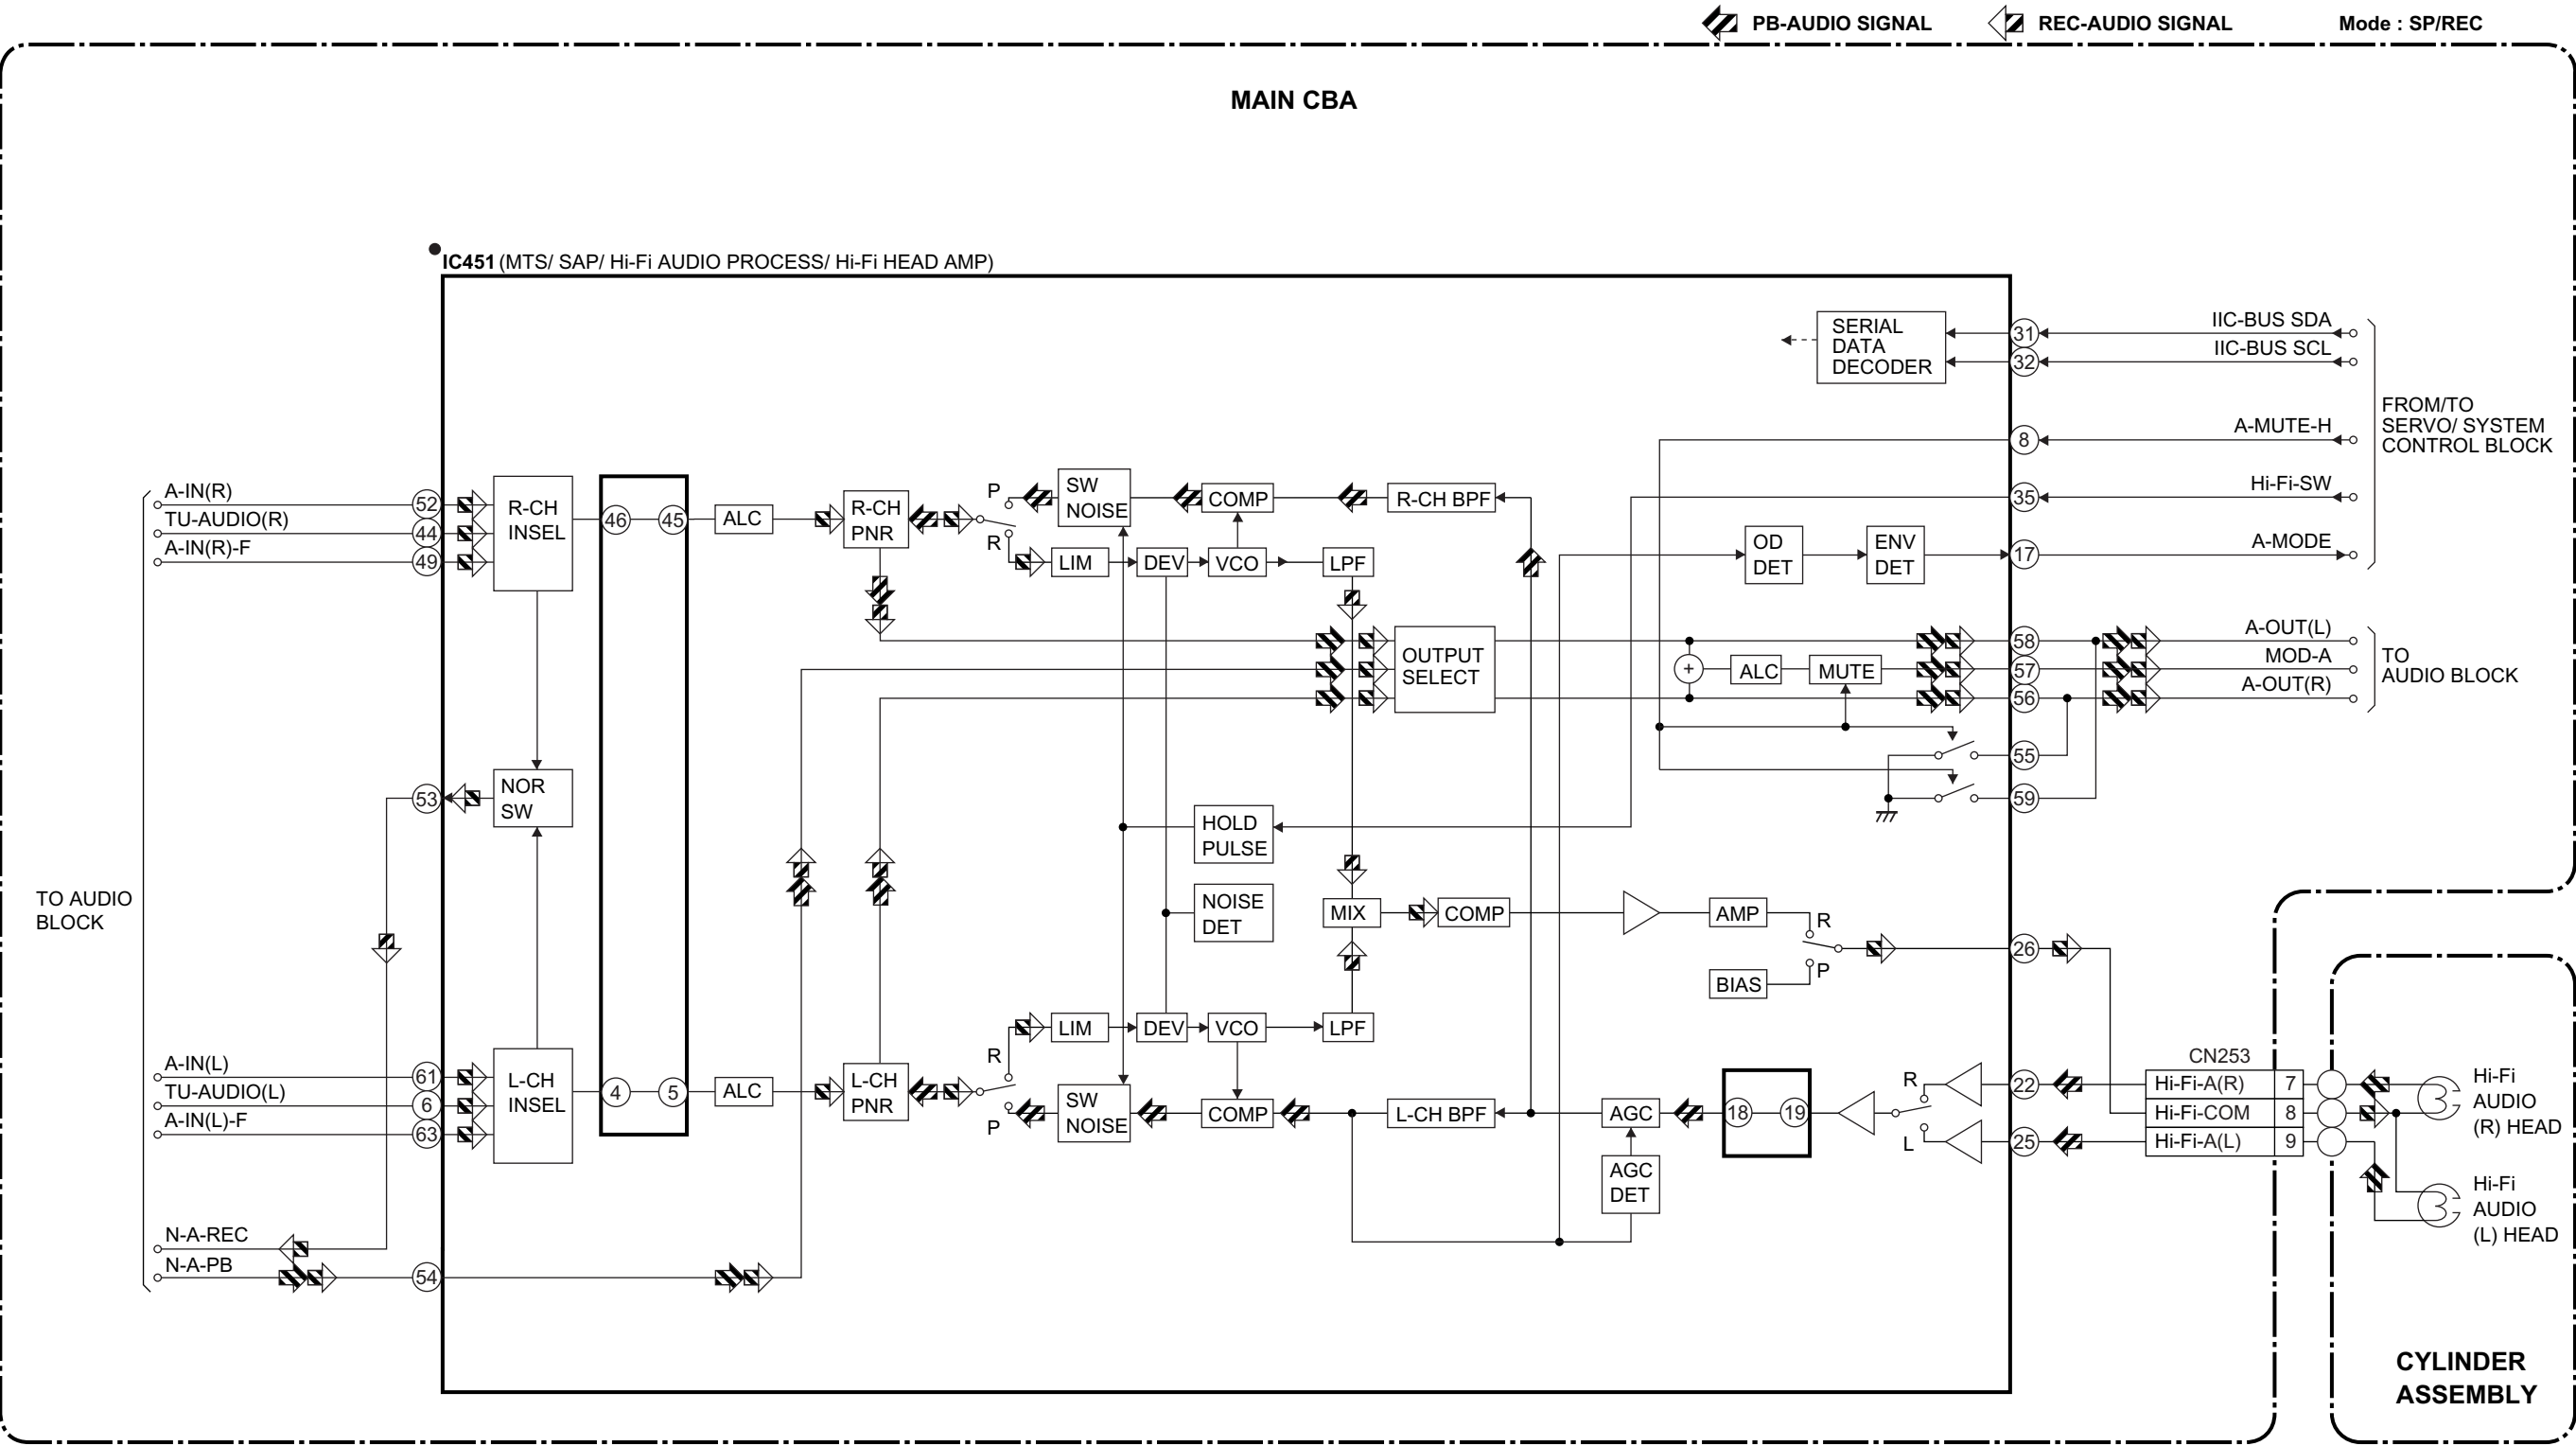 PB-AUDIO SIGNAL REC-AUDIO SIGNAL Mode : SP/REC
MAIN CBA
IC451 (MTS/ SAP/ Hi-Fi AUDIO PROCESS/ Hi-Fi HEAD AMP)
SERIAL
DATA
DECODER
31
32
IIC-BUS SDA
IIC-BUS SCL
8
A-MUTE-H
35
Hi-Fi-SW
17
A-MODE
FROM/TO
SERVO/ SYSTEM
CONTROL BLOCK
A-IN(R)
TU-AUDIO(R)
A-IN(R)-F
52
44
49
R-CH
INSEL
46
45
ALC
R-CH
PNR
P
R
SW
NOISE
COMP
R-CH BPF
LIM
DEV
VCO
LPF
OD
DET
ENV
DET
OUTPUT
SELECT
+
ALC
MUTE
58
57
56
55
59
A-OUT(L)
MOD-A
A-OUT(R)
TO
AUDIO BLOCK
NOR
SW
53
TO AUDIO
BLOCK
HOLD
PULSE
NOISE
DET
MIX
COMP
AMP
R
P
BIAS
26
A-IN(L)
TU-AUDIO(L)
A-IN(L)-F
61
6
63
L-CH
INSEL
4
5
ALC
L-CH
PNR
R
P
LIM
DEV
VCO
LPF
SW
NOISE
COMP
L-CH BPF
AGC
AGC
DET
18
19
R
L
22
25
CN253
Hi-Fi-A(R) 7
Hi-Fi-COM 8
Hi-Fi-A(L) 9
Hi-Fi
AUDIO
(R) HEAD
Hi-Fi
AUDIO
(L) HEAD
N-A-REC
N-A-PB
54
CYLINDER
ASSEMBLY